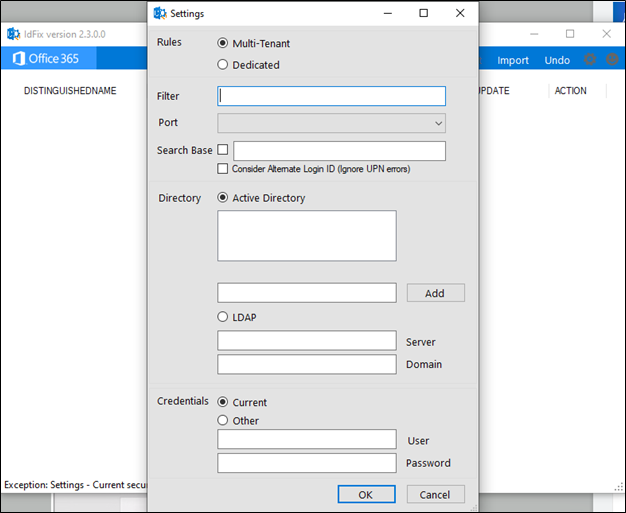 Settings
IdFix version 2.3.0.0
Rules
Multi-Tenant
Dedicated
Office 365
Import Undo
DISTINGUISHEDNAME
ACTION
Filter
Port
Search Base
Consider Alternate Login ID (Ignore UPN errors)
Directory
Active Directory
Add
LDAP
Server
Domain
Credentials
Current
Other
User
Password
Exception: Settings - Current
OK
Cancel